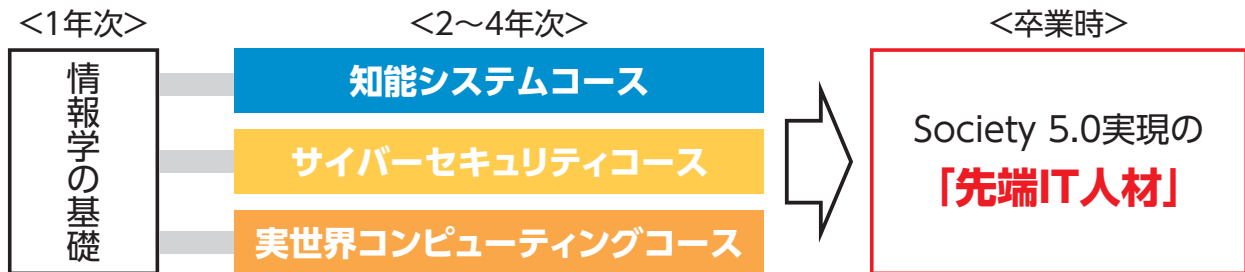 <1年次>
<2～4年次>
<卒業時>
情報学の基礎
知能システムコース
サイバーセキュリティコース
実世界コンピューティングコース
Society 5.0実現の
「先端IT人材」